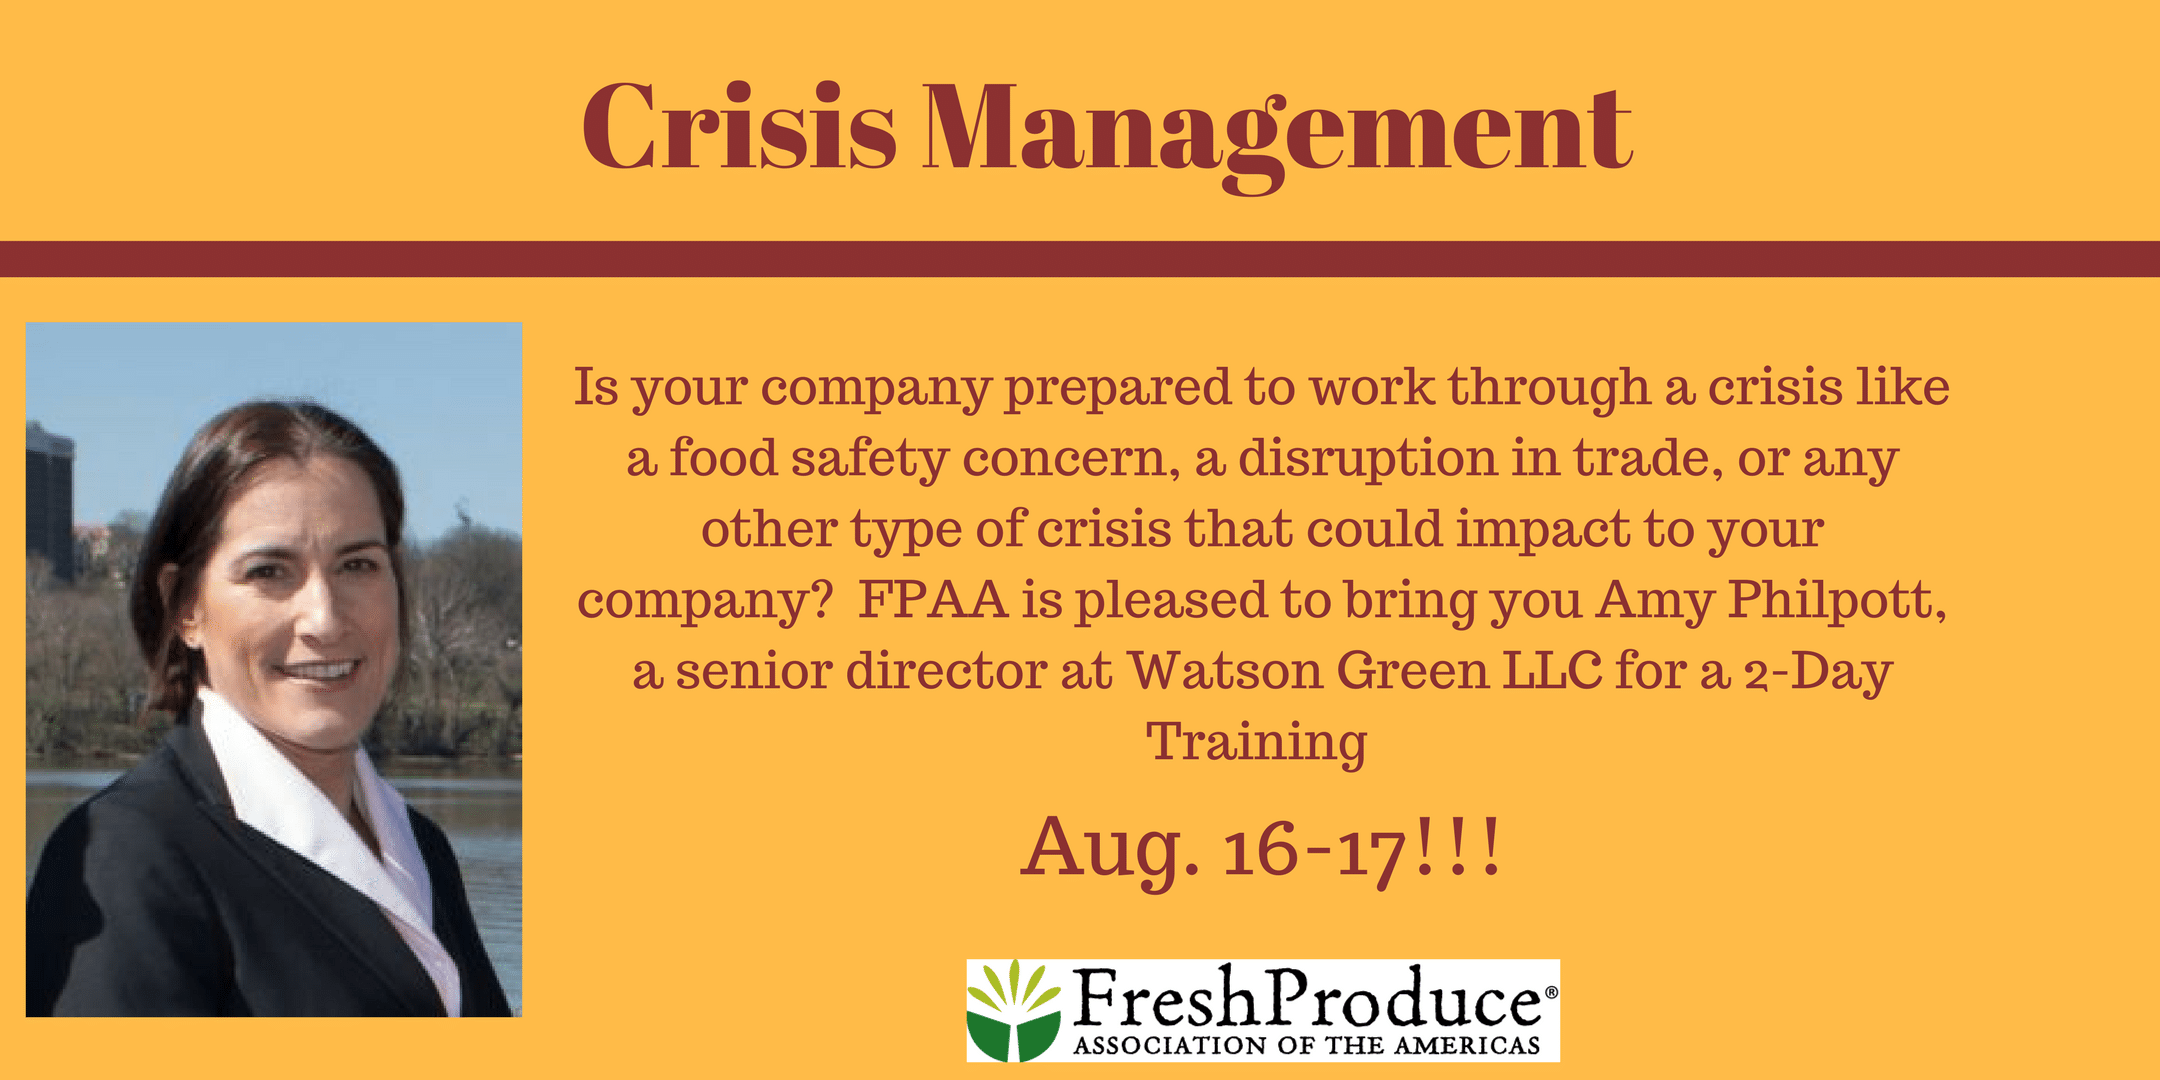 Crisis Management
Is your company prepared to work through a crisis like
a food safety concern, a disruption in trade, or any
other type of crisis that could impact to your
company?  FPAA is pleased to bring you Amy Philpott,
a senior director at Watson Green LLC for a 2-Day
Training
Aug. 16-17!!!
FreshProduce®
ASSOCIATION OF THE AMERICAS